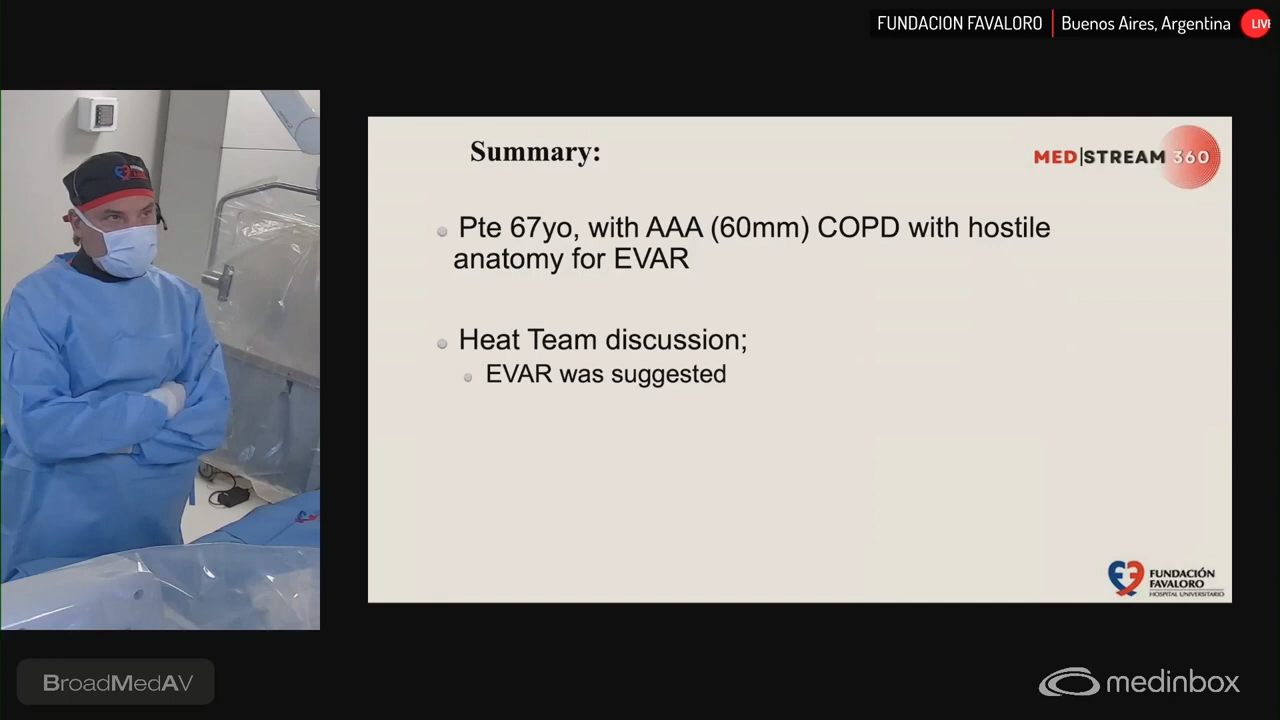 FUNDACION FAVALORO | Buenos Aires, Argentina LIVE
Summary:
MED|STREAM 360
Pte 67yo, with AAA (60mm) COPD with hostile
anatomy for EVAR
Heat Team discussion;
EVAR was suggested
FUNDACIÓN
FAVALORO
HOSPITAL UNIVERSITARIO
BroadMedAV
medinbox